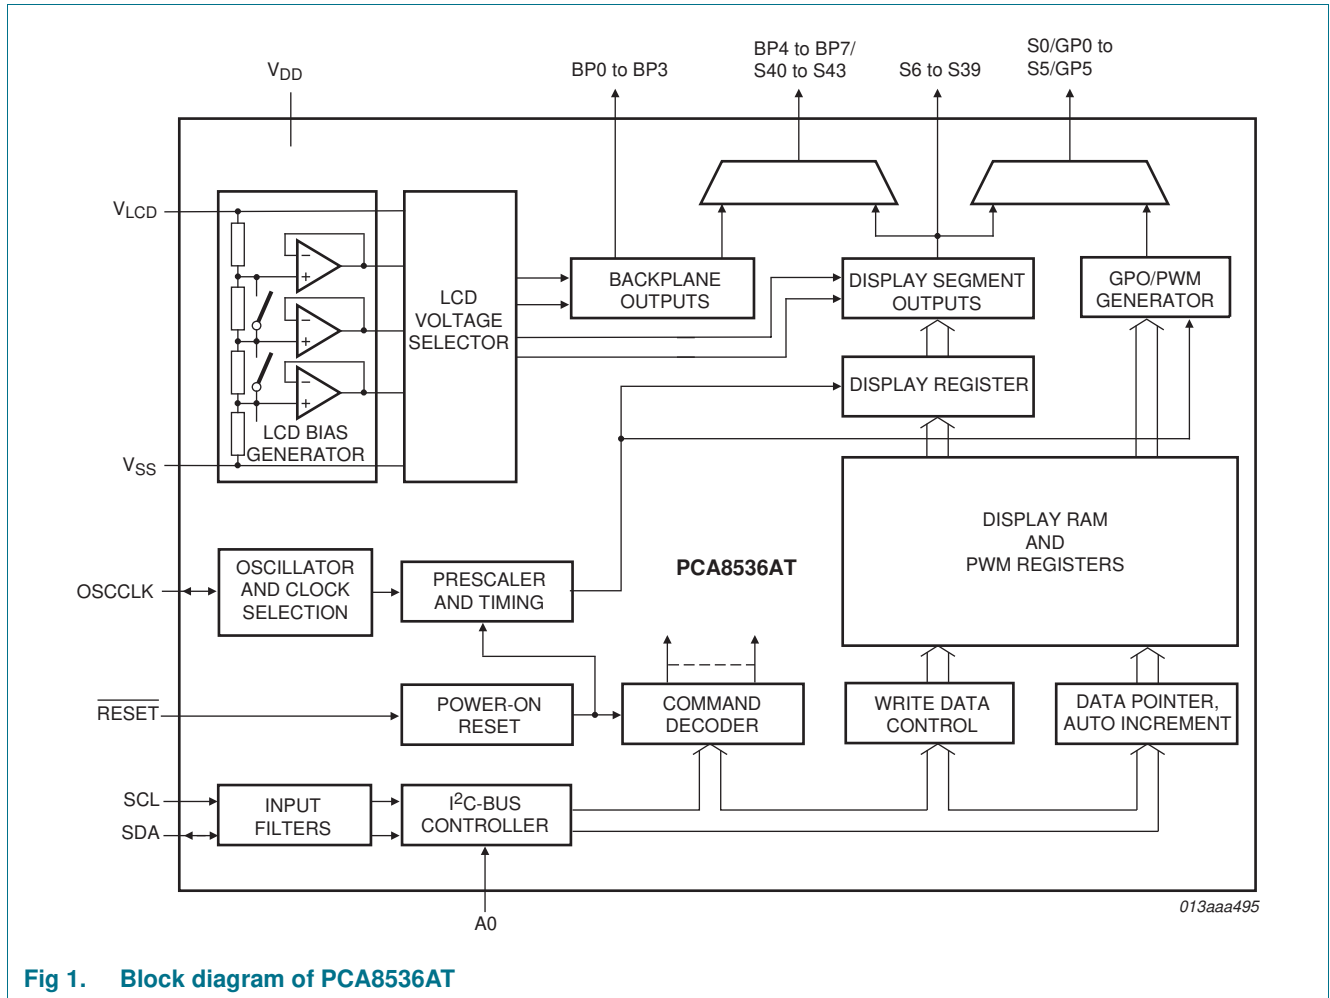 BP0 to BP3
BP4 to BP7/
S40 to S43
S6 to S39
S0/GP0 to
S5/GP5
VDD
VLCD
VSS
LCD BIAS
GENERATOR
LCD
VOLTAGE
SELECTOR
BACKPLANE
OUTPUTS
DISPLAY SEGMENT
OUTPUTS
GPO/PWM
GENERATOR
DISPLAY REGISTER
DISPLAY RAM
AND
PWM REGISTERS
OSCCLK
OSCILLATOR
AND CLOCK
SELECTION
PRESCALER
AND TIMING
PCA8536AT
RESET
POWER-ON
RESET
COMMAND
DECODER
WRITE DATA
CONTROL
DATA POINTER,
AUTO INCREMENT
SCL
SDA
INPUT
FILTERS
I2C-BUS
CONTROLLER
A0
013aaa495
Fig 1. Block diagram of PCA8536AT